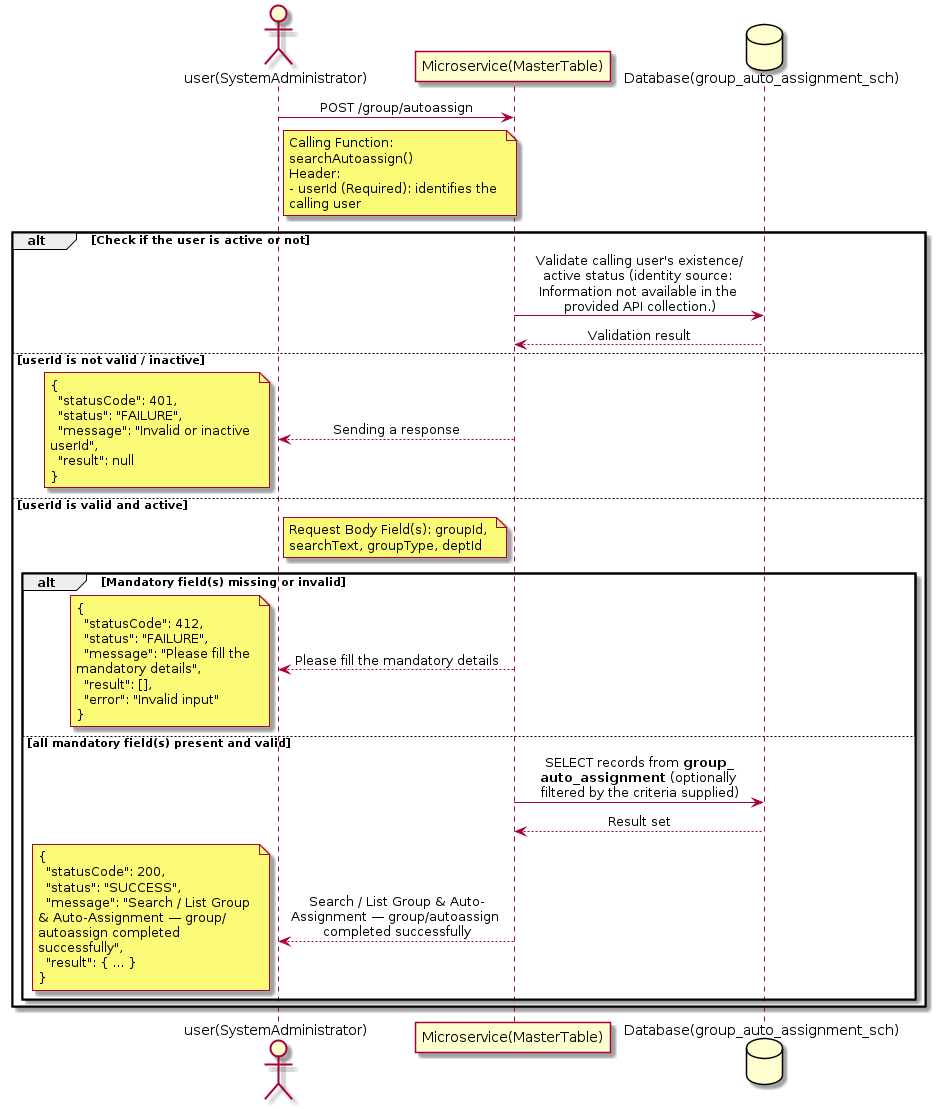 user(SystemAdministrator)
Microservice(MasterTable)
Database(group_auto_assignment_sch)
POST /group/autoassign
Calling Function:
searchAutoassign()
Header:
- userId (Required): identifies the
calling user
alt
[Check if the user is active or not]
Validate calling user's existence/
active status (identity source:
Information not available in the
provided API collection.)
Validation result
[userId is not valid / inactive]
{
"statusCode": 401,
"status": "FAILURE",
"message": "Invalid or inactive
userId",
"result": null
}
Sending a response
[userId is valid and active]
Request Body Field(s): groupId,
searchText, groupType, deptId
alt
[Mandatory field(s) missing or invalid]
{
"statusCode": 412,
"status": "FAILURE",
"message": "Please fill the
mandatory details",
"result": [],
"error": "Invalid input"
}
Please fill the mandatory details
[all mandatory field(s) present and valid]
SELECT records from group_
auto_assignment (optionally
filtered by the criteria supplied)
Result set
{
"statusCode": 200,
"status": "SUCCESS",
"message": "Search / List Group
& Auto-Assignment — group/
autoassign completed
successfully",
"result": { ... }
}
Search / List Group & Auto-
Assignment — group/autoassign
completed successfully
user(SystemAdministrator)
Microservice(MasterTable)
Database(group_auto_assignment_sch)